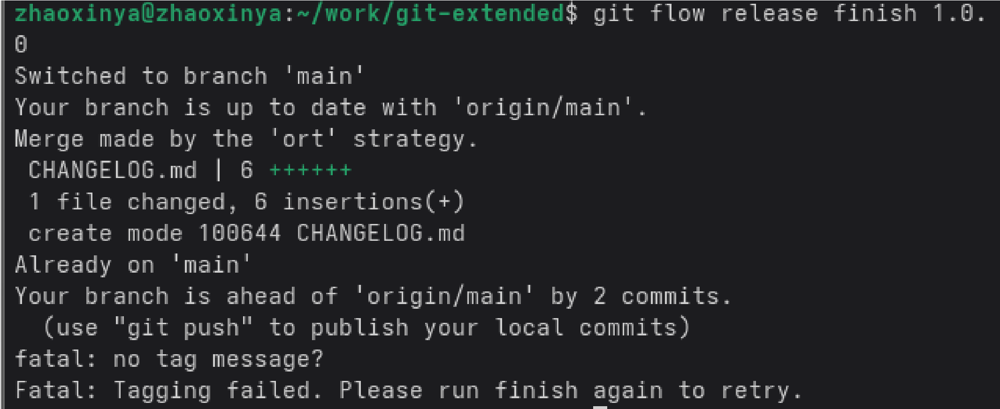 zhaoxinya@zhaoxinya:~/work/git-extended$ git flow release finish 1.0.
0
Switched to branch 'main'
Your branch is up to date with 'origin/main'.
Merge made by the 'ort' strategy.
 CHANGELOG.md | 6 ++++++
 1 file changed, 6 insertions(+)
 create mode 100644 CHANGELOG.md
Already on 'main'
Your branch is ahead of 'origin/main' by 2 commits.
  (use "git push" to publish your local commits)
fatal: no tag message?
Fatal: Tagging failed. Please run finish again to retry.